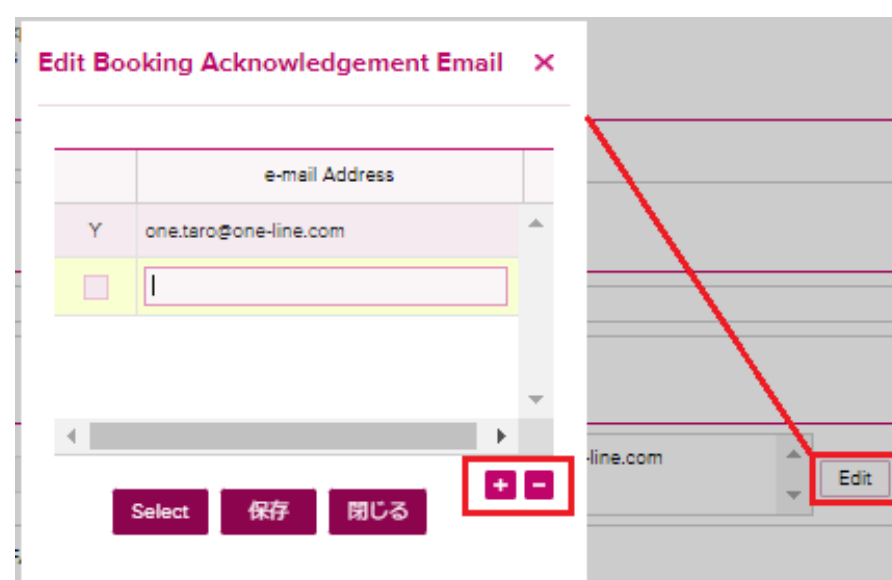 Edit Booking Acknowledgement Email ×
e-mail Address
Y one.taro@one-line.com
+ -
-line.com
Edit
Select 保存 閉じる